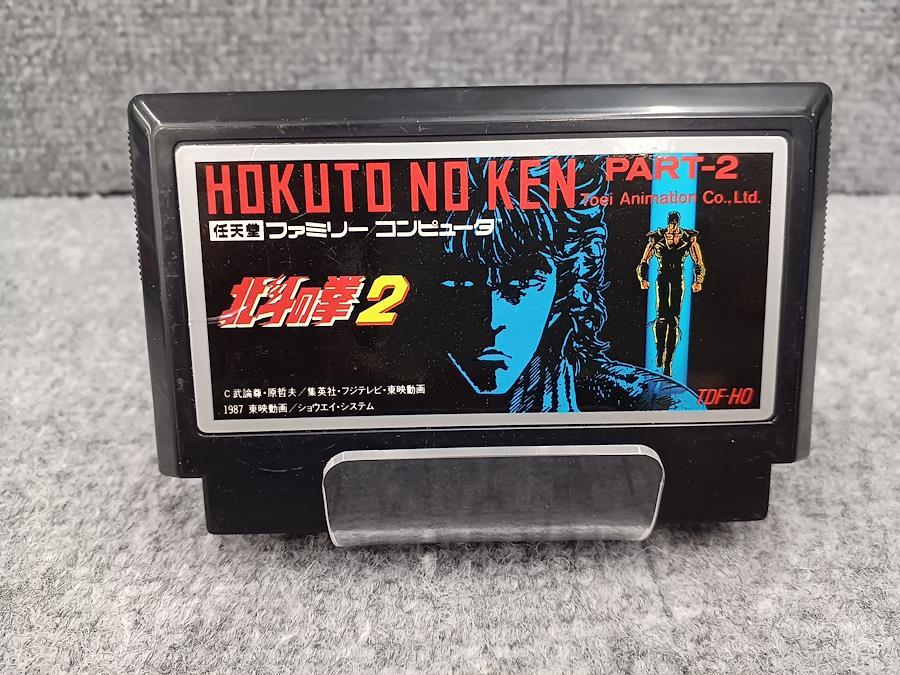 HOKUTO NO KEN
PART-2
Toei Animation Co., Ltd.
任天堂 ファミリー コンピュータ™
北斗の拳2
C 武論尊・原哲夫/集英社・フジテレビ・東映動画
1987 東映動画/ショウエイ・システム
TDF-HO